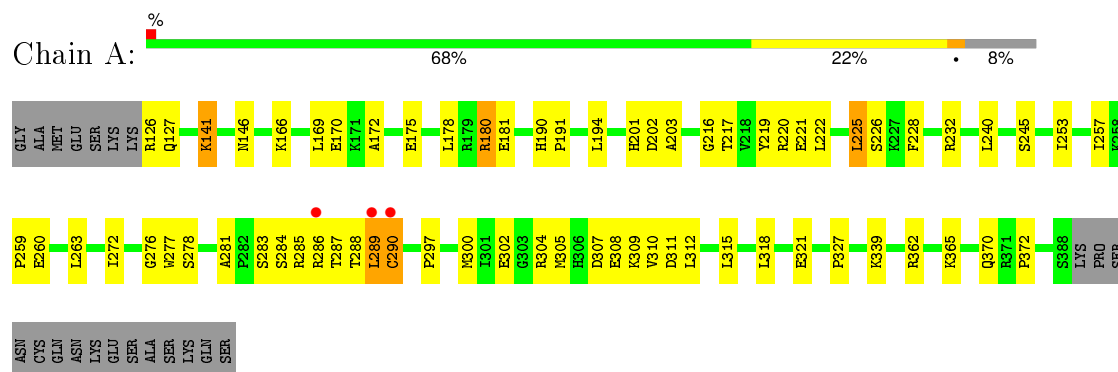 %
Chain A:
68% 22% • 8%
GLY ALA MET GLU SER LYS LYS R126 Q127 K141 N146 K166 L169 E170 K171 A172 E175 L178 R179 R180 E181 H190 P191 L194 H201 D202 A203 G216 T217 V218 Y219 R220 E221 L222 L225 S226 K227 F228 R232 L240 S245 I253 I257 K258
P259 E260 L263 I272 G276 W277 S278 A281 P282 S283 S284 R285 R286 T287 T288 L289 C290 P297 M300 I301 E302 G303 R304 M305 H306 D307 E308 K309 V310 D311 L312 L315 L318 E321 P327 K339 R362 K365 Q370 R371 P372 S388 LYS PRO SER
ASN CYS GLN ASN LYS GLU SER ALA SER LYS GLN SER